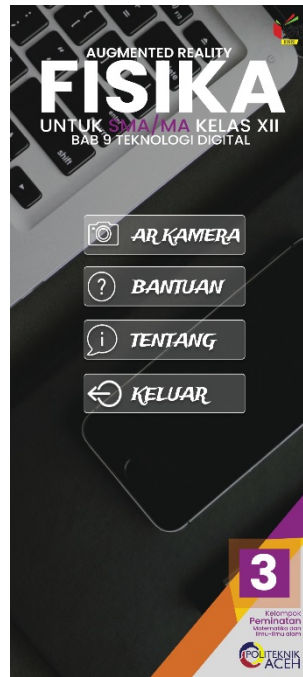 AUGMENTED REALITY
FISIKA
UNTUK SMA/MA KELAS XII
BAB 9 TEKNOLOGI DIGITAL
AR KAMERA
BANTUAN
TENTANG
KELUAR
3
Kelompok
Peminatan
Matematika dan
Ilmu-ilmu alam
POLITEKNIK
ACEH